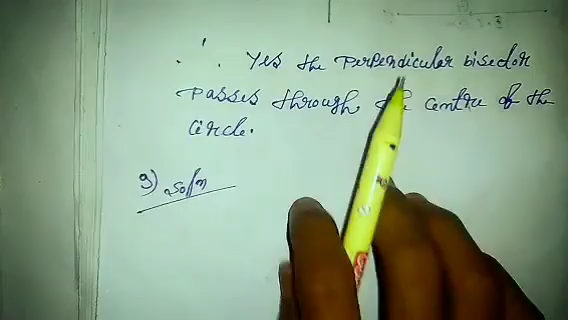 ∴ Yes the perpendicular bisector
passes through the centre of the
circle.
9) Soln